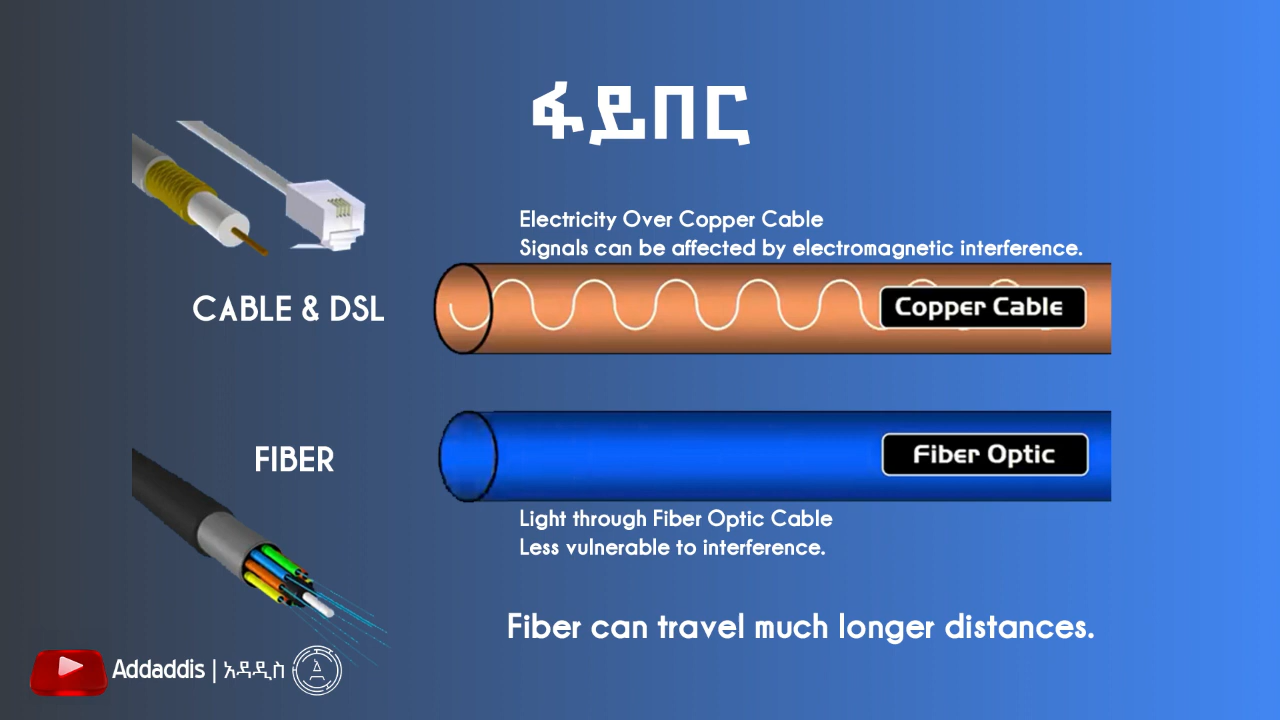 ፋይበር
Electricity Over Copper Cable
Signals can be affected by electromagnetic interference.
CABLE & DSL
Copper Cable
FIBER
Fiber Optic
Light through Fiber Optic Cable
Less vulnerable to interference.
Fiber can travel much longer distances.
Addaddis | አዳዲስ
አ